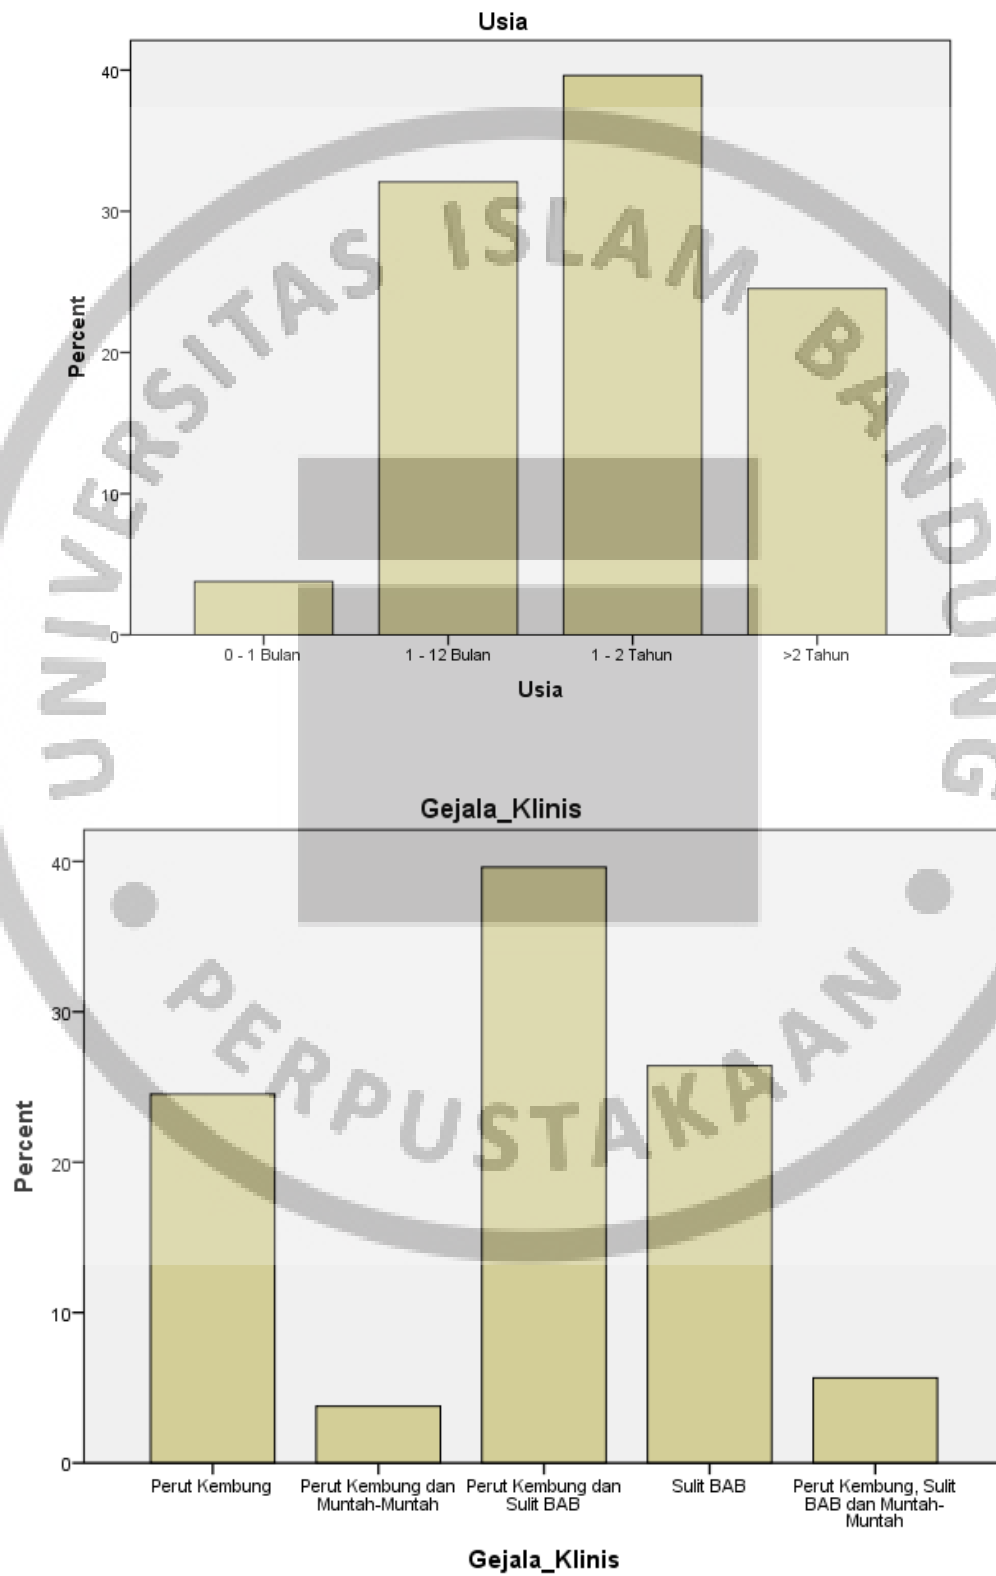 Usia
40
30
20
10
0
Percent
0 - 1 Bulan
1 - 12 Bulan
1 - 2 Tahun
>2 Tahun
Usia
UNIVERSITAS ISLAM BANDUNG
Gejala_Klinis
40
30
20
10
0
Percent
PERPUSTAKAAN
Perut Kembung
Perut Kembung dan
Muntah-Muntah
Perut Kembung dan
Sulit BAB
Sulit BAB
Perut Kembung, Sulit
BAB dan Muntah-
Muntah
Gejala_Klinis